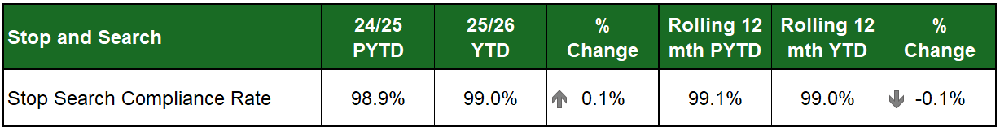 Stop and Search 24/25 PYTD 25/26 YTD % Change Rolling 12 mth PYTD Rolling 12 mth YTD % Change
Stop Search Compliance Rate 98.9% 99.0% 0.1% 99.1% 99.0% -0.1%